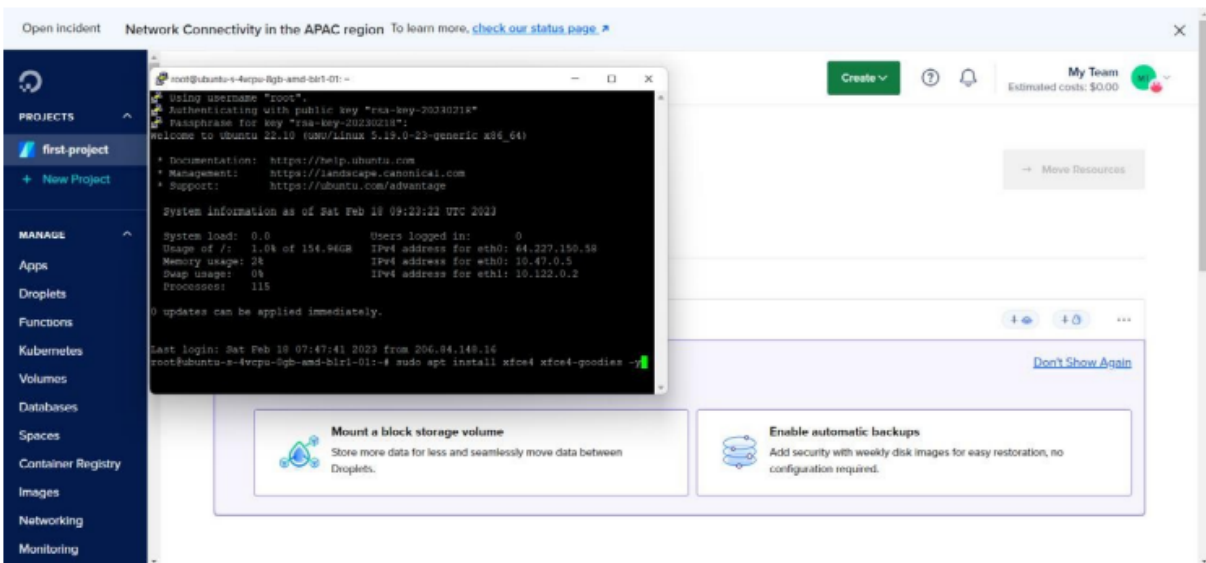 Open incident Network Connectivity in the APAC region To learn more, check our status page
root@ubuntu-s-4vcpu-8gb-amd-blr1-01: ~
Create
My Team
Estimated costs: $0.00
PROJECTS
first-project
+ New Project
Using username "root".
Authenticating with public key "rsa-key-20230218"
Passphrase for key "rsa-key-20230218":
Welcome to Ubuntu 22.10 (GNU/Linux 5.19.0-23-generic x86_64)
* Documentation: https://help.ubuntu.com
* Management: https://landscape.canonical.com
* Support: https://ubuntu.com/advantage
System information as of Sat Feb 18 09:23:22 UTC 2023
System load: 0.0 Users logged in: 0
Usage of /: 1.0% of 154.96GB IPv4 address for eth0: 64.227.150.58
Memory usage: 2% IPv4 address for eth0: 10.47.0.5
Swap usage: 0% IPv4 address for eth1: 10.122.0.2
Processes: 115
0 updates can be applied immediately.
Last login: Sat Feb 18 07:47:41 2023 from 206.84.140.16
root@ubuntu-s-4vcpu-8gb-amd-blr1-01:~# sudo apt install xfce4 xfce4-goodies -y
Move Resources
MANAGE
Apps
Droplets
Functions
Kubernetes
Volumes
Databases
Spaces
Container Registry
Images
Networking
Monitoring
Don't Show Again
Mount a block storage volume
Store more data for less and seamlessly move data between
Droplets.
Enable automatic backups
Add security with weekly disk images for easy restoration, no
configuration required.